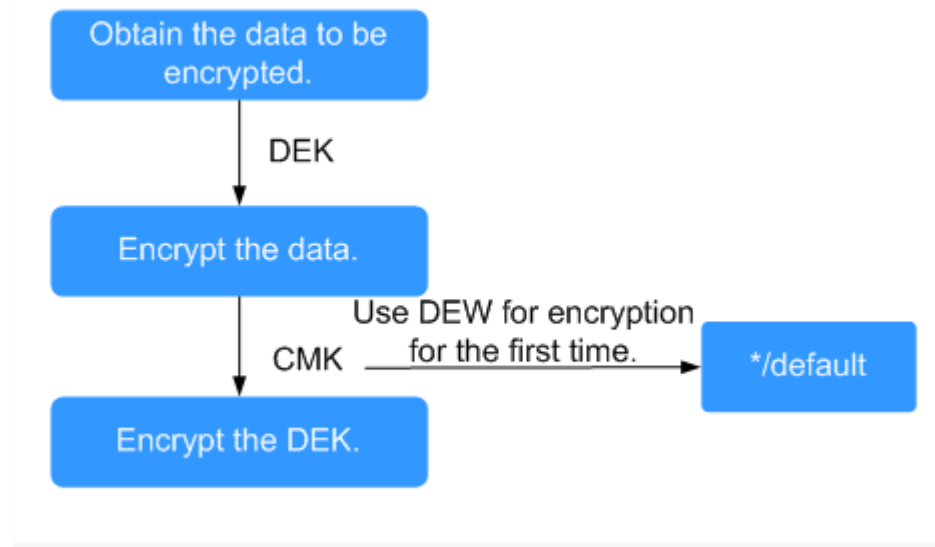 Obtain the data to be
encrypted.
DEK
Encrypt the data.
Use DEW for encryption
for the first time.
CMK
*/default
Encrypt the DEK.